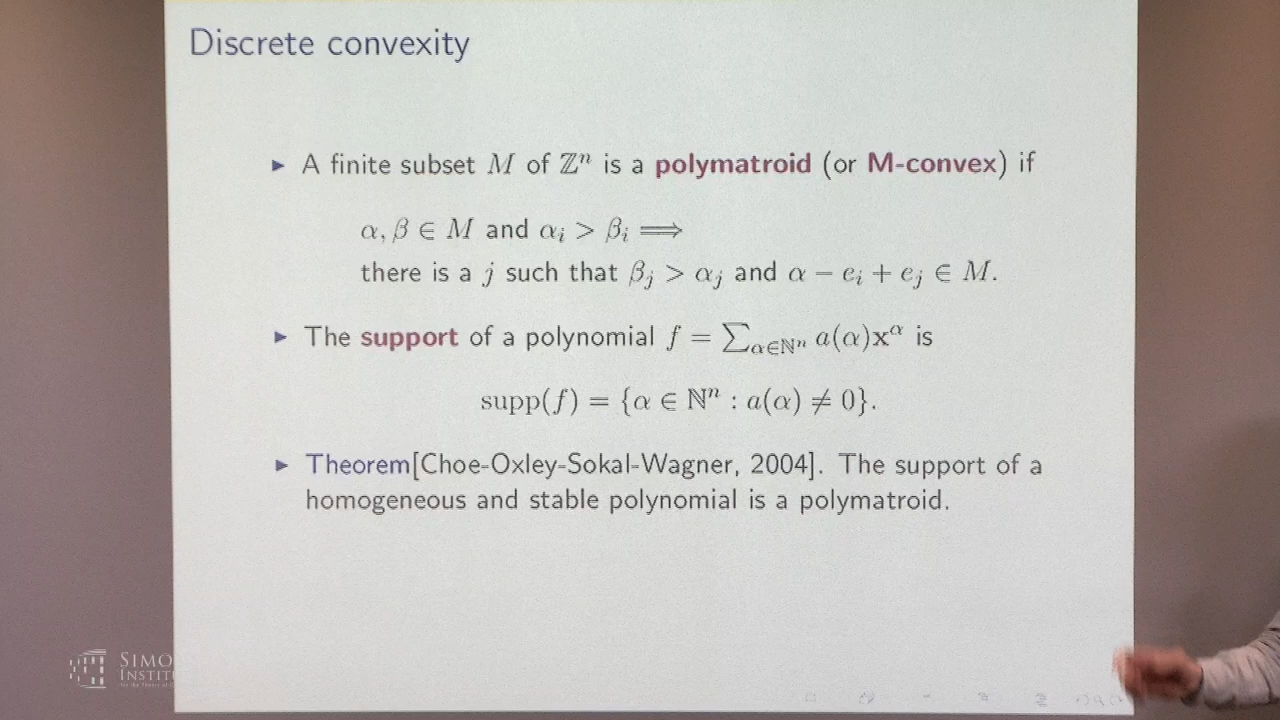 Discrete convexity
▶ A finite subset M of ℤⁿ is a polymatroid (or M-convex) if
α, β ∈ M and αᵢ > βᵢ ⟹
there is a j such that βⱼ > αⱼ and α − eᵢ + eⱼ ∈ M.
▶ The support of a polynomial f = ∑_{α∈ℕⁿ} a(α)x^α is
supp(f) = {α ∈ ℕⁿ : a(α) ≠ 0}.
▶ Theorem[Choe-Oxley-Sokal-Wagner, 2004]. The support of a
homogeneous and stable polynomial is a polymatroid.
SIMO
INSTITU